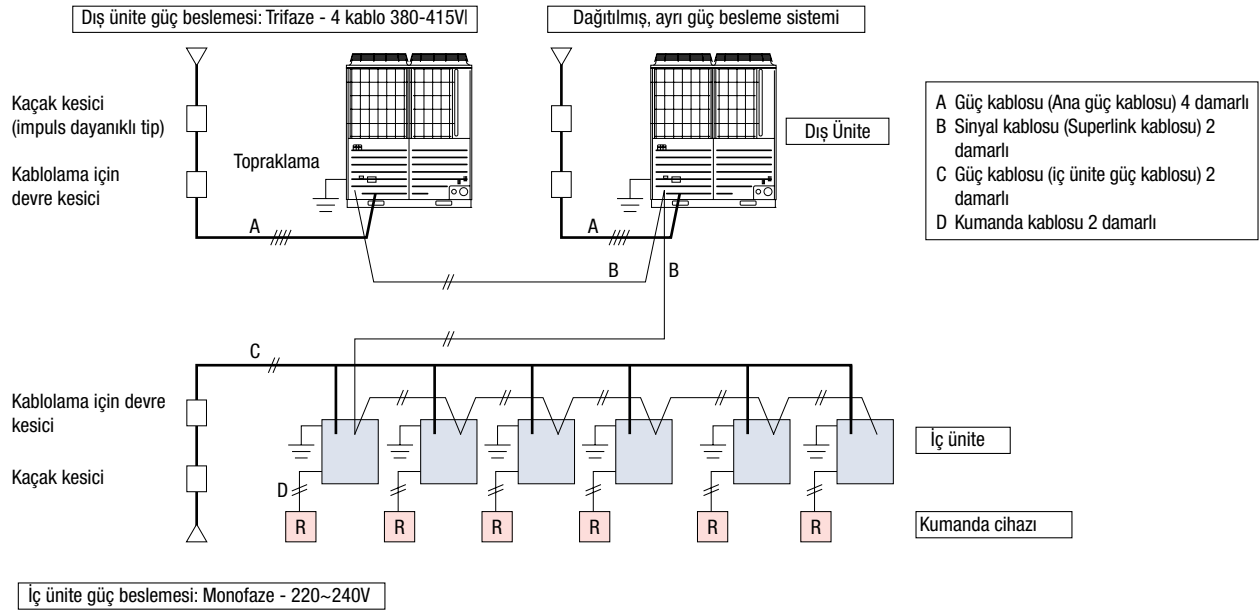 Dış ünite güç beslemesi: Trifaze - 4 kablo 380-415V
Dağıtılmış, ayrı güç besleme sistemi
Kaçak kesici
(impuls dayanıklı tip)
Kablolama için
devre kesici
Topraklama
Dış Ünite
A Güç kablosu (Ana güç kablosu) 4 damarlı
B Sinyal kablosu (Superlink kablosu) 2
damarlı
C Güç kablosu (iç ünite güç kablosu) 2
damarlı
D Kumanda kablosu 2 damarlı
A
A
B
B
C
Kablolama için devre
kesici
Kaçak kesici
İç ünite
D
R
R
R
R
R
R
Kumanda cihazı
İç ünite güç beslemesi: Monofaze - 220~240V